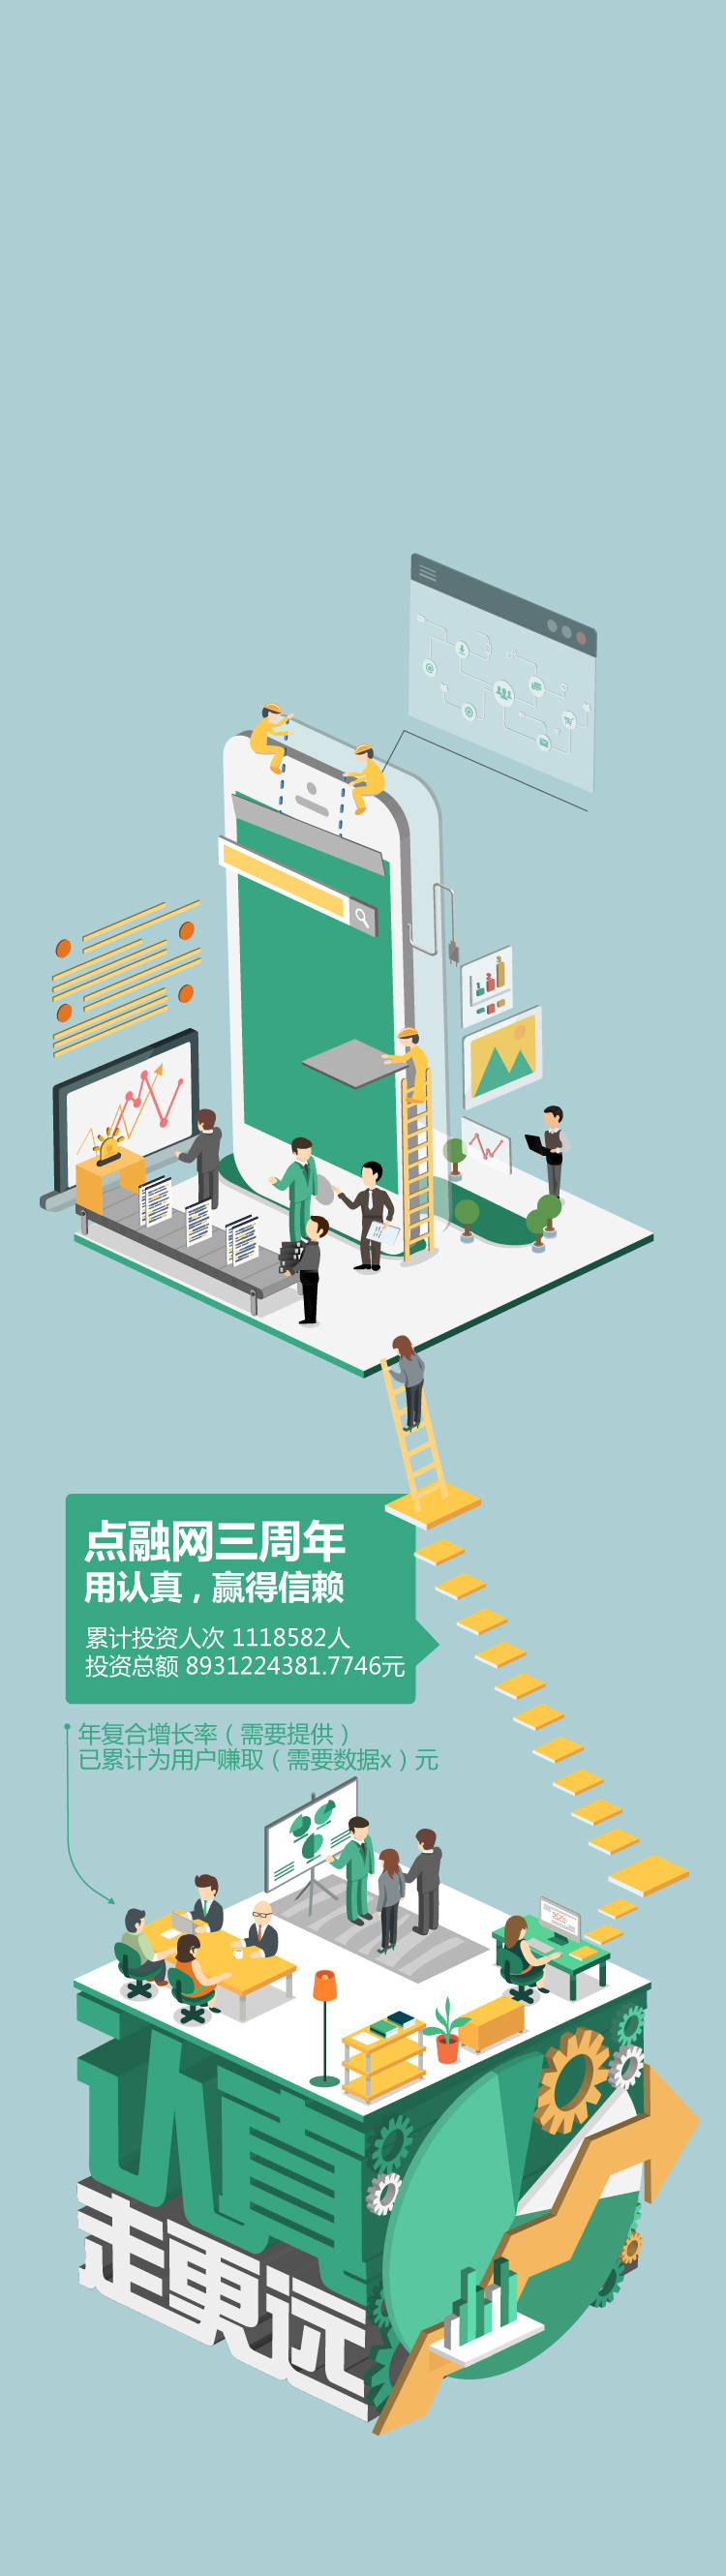 点融网三周年
用认真，赢得信赖
累计投资人次 1118582人
投资总额 8931224381.7746元
年复合增长率（需要提供）
已累计为用户赚取（需要数据x）元
认真
走更远